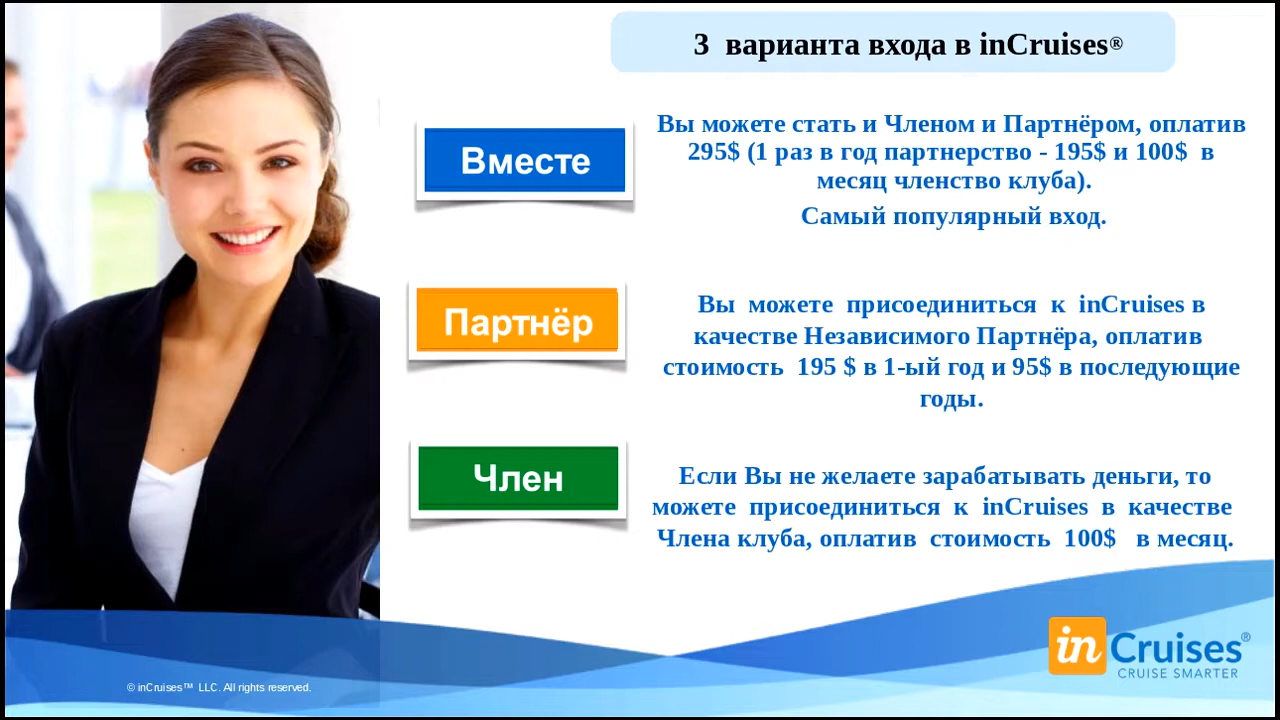 3 варианта входа в inCruises®
Вместе
Вы можете стать и Членом и Партнёром, оплатив
295$ (1 раз в год партнерство - 195$ и 100$ в
месяц членство клуба).
Самый популярный вход.
Партнёр
Вы можете присоединиться к inCruises в
качестве Независимого Партнёра, оплатив
стоимость 195 $ в 1-ый год и 95$ в последующие
годы.
Член
Если Вы не желаете зарабатывать деньги, то
можете присоединиться к inCruises в качестве
Члена клуба, оплатив стоимость 100$ в месяц.
in Cruises®
CRUISE SMARTER
© inCruises™ LLC. All rights reserved.